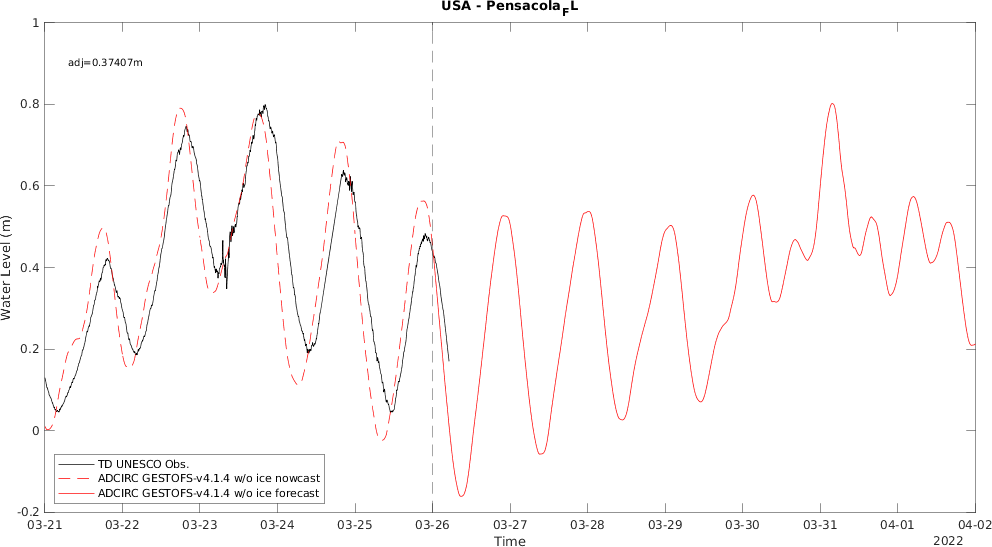 USA - Pensacola_FL
1
adj=0.37407m
0.8
0.6
0.4
0.2
0
-0.2
Water Level (m)
TD UNESCO Obs.
ADCIRC GESTOFS-v4.1.4 w/o ice nowcast
ADCIRC GESTOFS-v4.1.4 w/o ice forecast
03-21 03-22 03-23 03-24 03-25 03-26 03-27 03-28 03-29 03-30 03-31 04-01 04-02
Time
2022